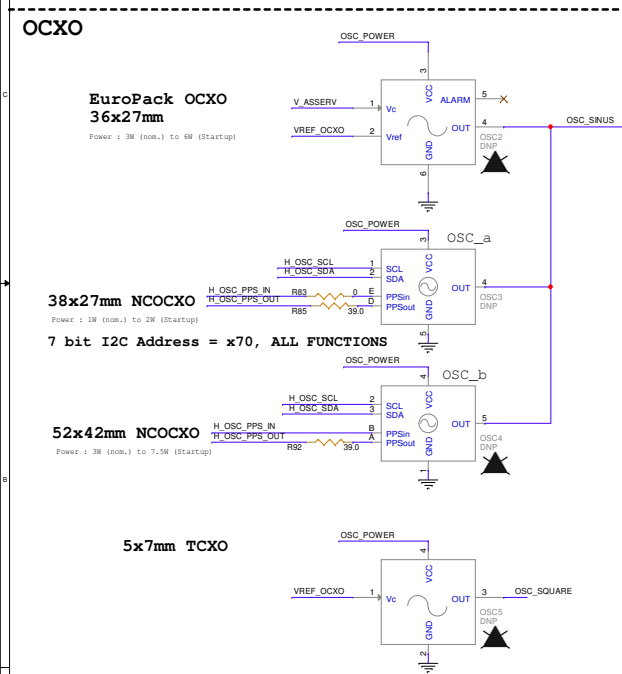 OCXO
OSC_POWER
C
EuroPack OCXO
36x27mm
Power : 3W (nom.) to 6W (Startup)
V_ASSERV
1
Vc
VREF_OCXO
2
Vref
3
VCC
GND
6
ALARM
5
OUT
4
OSC_SINUS
OSC2
DNP
OSC_POWER
OSC_a
3
VCC
H_OSC_SCL
1
SCL
H_OSC_SDA
2
SDA
H_OSC_PPS_IN
R83
0
E
PPSin
H_OSC_PPS_OUT
R85
39.0
D
PPSout
OUT
4
GND
5
OSC3
DNP
38x27mm NCOCXO
Power : 1W (nom.) to 2W (Startup)
7 bit I2C Address = x70, ALL FUNCTIONS
OSC_POWER
OSC_b
4
VCC
H_OSC_SCL
2
SCL
H_OSC_SDA
3
SDA
H_OSC_PPS_IN
B
PPSin
H_OSC_PPS_OUT
R92
39.0
A
PPSout
OUT
5
GND
1
OSC4
DNP
52x42mm NCOCXO
Power : 3W (nom.) to 7.5W (Startup)
B
5x7mm TCXO
OSC_POWER
4
VCC
VREF_OCXO
1
Vc
OUT
3
OSC_SQUARE
GND
2
OSC5
DNP